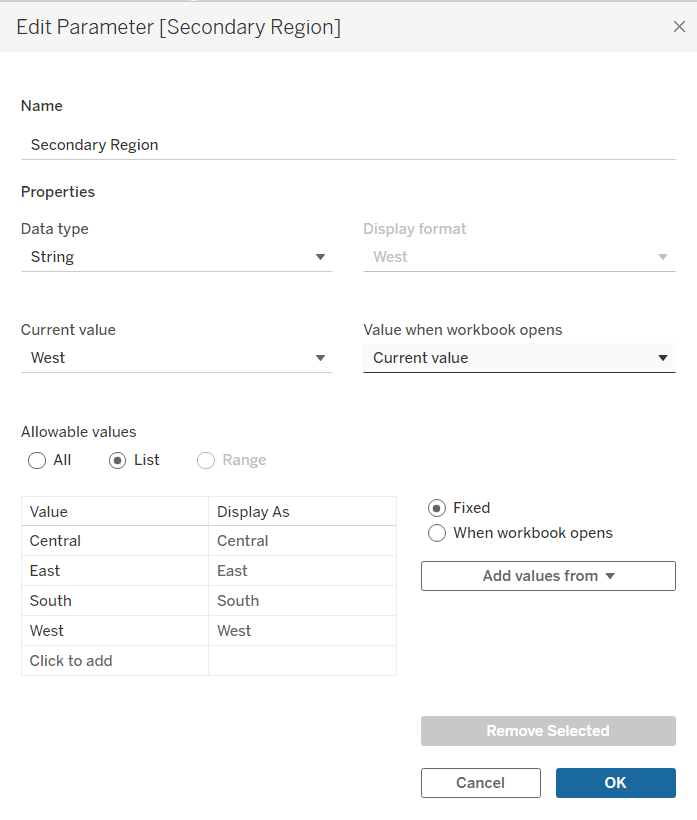 Edit Parameter [Secondary Region]
Name
Secondary Region
Properties
Data type
Display format
String
West
Current value
Value when workbook opens
West
Current value
Allowable values
All
List
Range
Value
Display As
Central
Central
East
East
South
South
West
West
Click to add
Fixed
When workbook opens
Add values from
Remove Selected
Cancel
OK